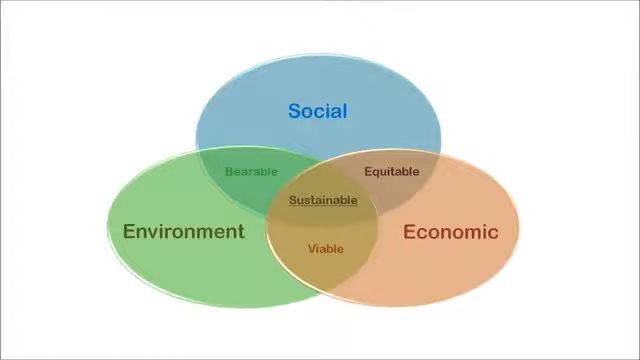 Social
Bearable
Equitable
Sustainable
Environment
Economic
Viable